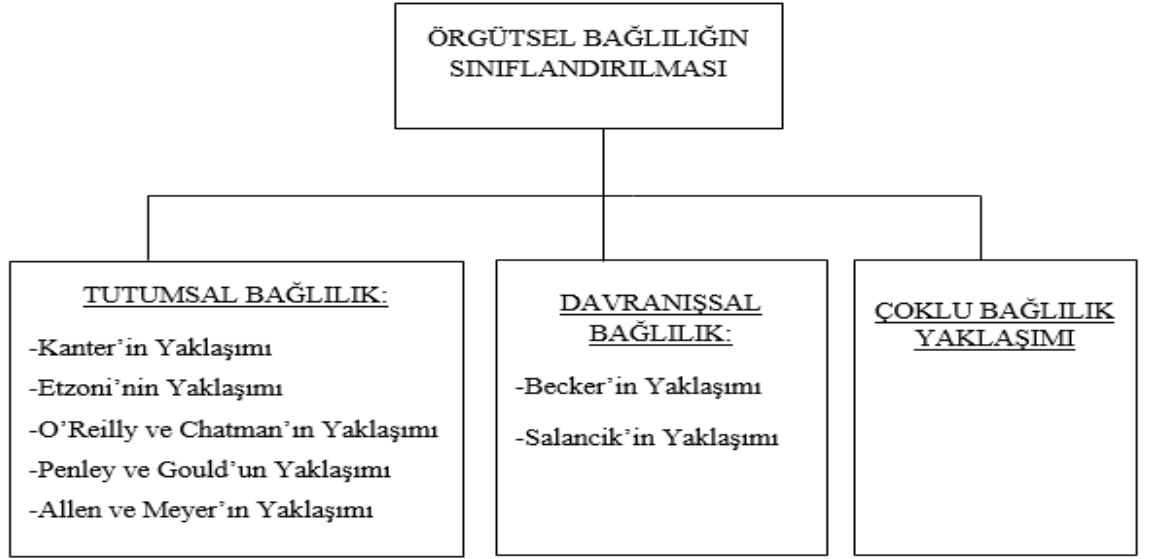 ÖRGÜTSEL BAĞLILIĞIN
SINIFLANDIRILMASI
TUTUMSAL BAĞLILIK:
-Kanter’in Yaklaşımı
-Etzoni’nin Yaklaşımı
-O’Reilly ve Chatman’ın Yaklaşımı
-Penley ve Gould’un Yaklaşımı
-Allen ve Meyer’ın Yaklaşımı
DAVRANIŞSAL
BAĞLILIK:
-Becker’in Yaklaşımı
-Salancik’in Yaklaşımı
ÇOKLU BAĞLILIK
YAKLAŞIMI